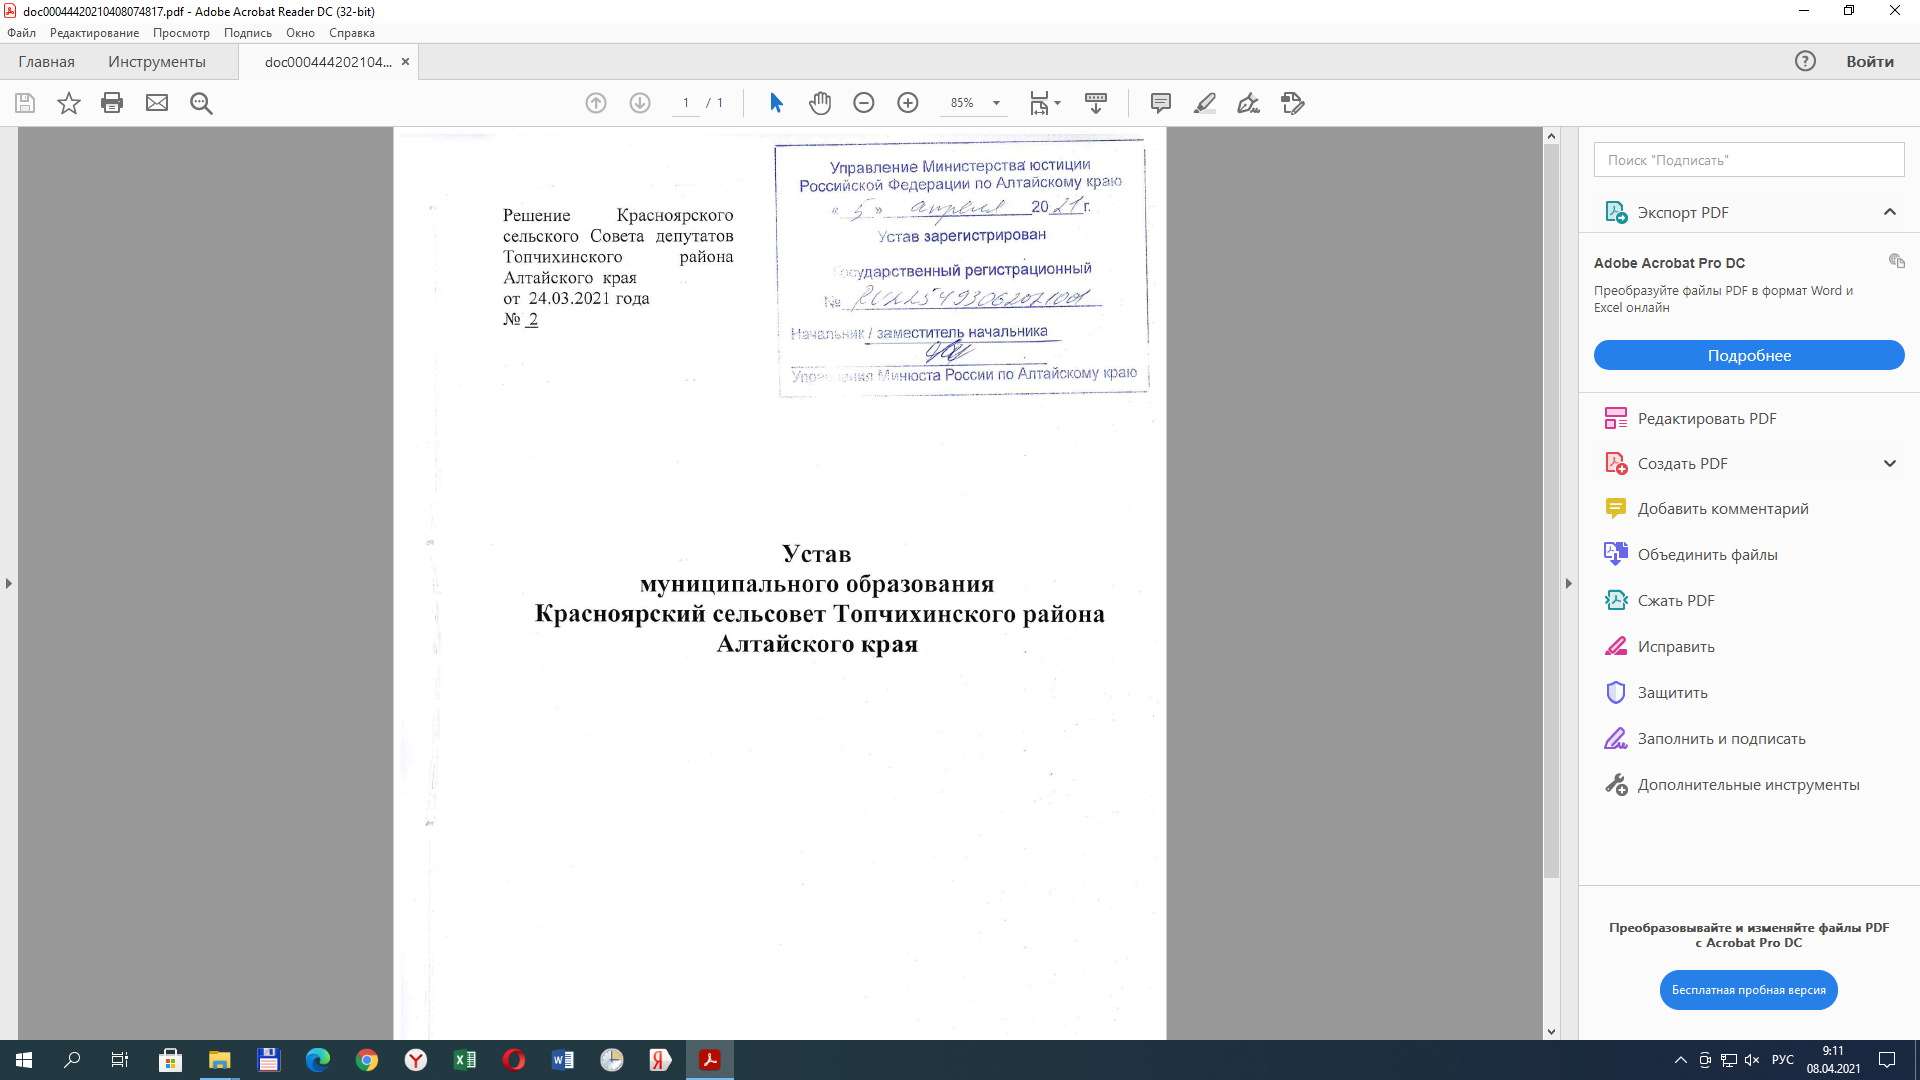 doc00044420210408074817.pdf - Adobe Acrobat Reader DC (32-bit)
Файл Редактирование Просмотр Подпись Окно Справка
Главная Инструменты doc000444202104... × ? Войти
1 / 1 85%
Решение Красноярского
сельского Совета депутатов
Топчихинского района
Алтайского края
от 24.03.2021 года
№ 2
Управление Министерства юстиции
Российской Федерации по Алтайскому краю
« 5 » апреля 2021 г.
Устав зарегистрирован
Государственный регистрационный
№ RU225493062021001
Начальник / заместитель начальника
Управления Минюста России по Алтайскому краю
Устав
муниципального образования
Красноярский сельсовет Топчихинского района
Алтайского края
Поиск "Подписать"
Экспорт PDF
Adobe Acrobat Pro DC
Преобразуйте файлы PDF в формат Word и
Excel онлайн
Подробнее
Редактировать PDF
Создать PDF
Добавить комментарий
Объединить файлы
Сжать PDF
Исправить
Защитить
Заполнить и подписать
Дополнительные инструменты
Преобразовывайте и изменяйте файлы PDF
с Acrobat Pro DC
Бесплатная пробная версия
РУС
9:11
08.04.2021